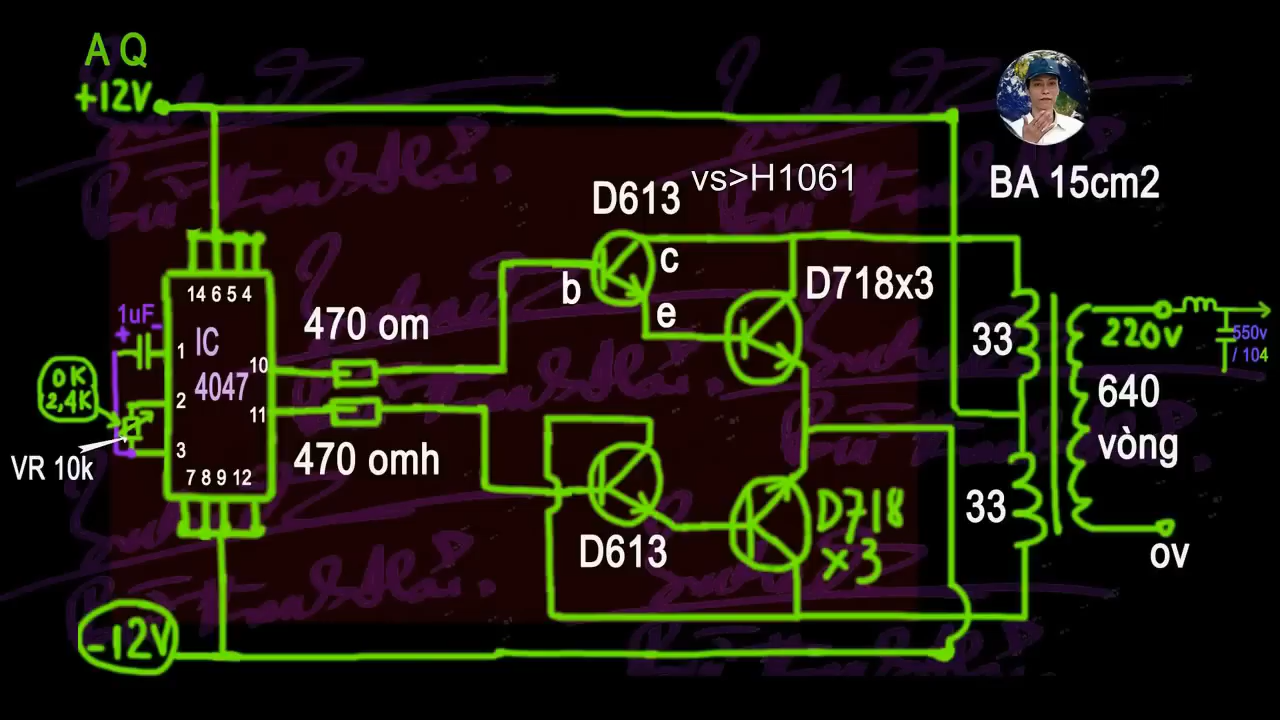 A Q
+12V
BA 15cm2
D613
vs>H1061
c
b
e
D718x3
14 6 5 4
1uF
+ -
IC
4047
1
2
3
10
11
7 8 9 12
470 om
470 omh
0K
2,4K
VR 10k
33
33
220v
550v
/ 104
640
vòng
D613
D718
x3
ov
-12V